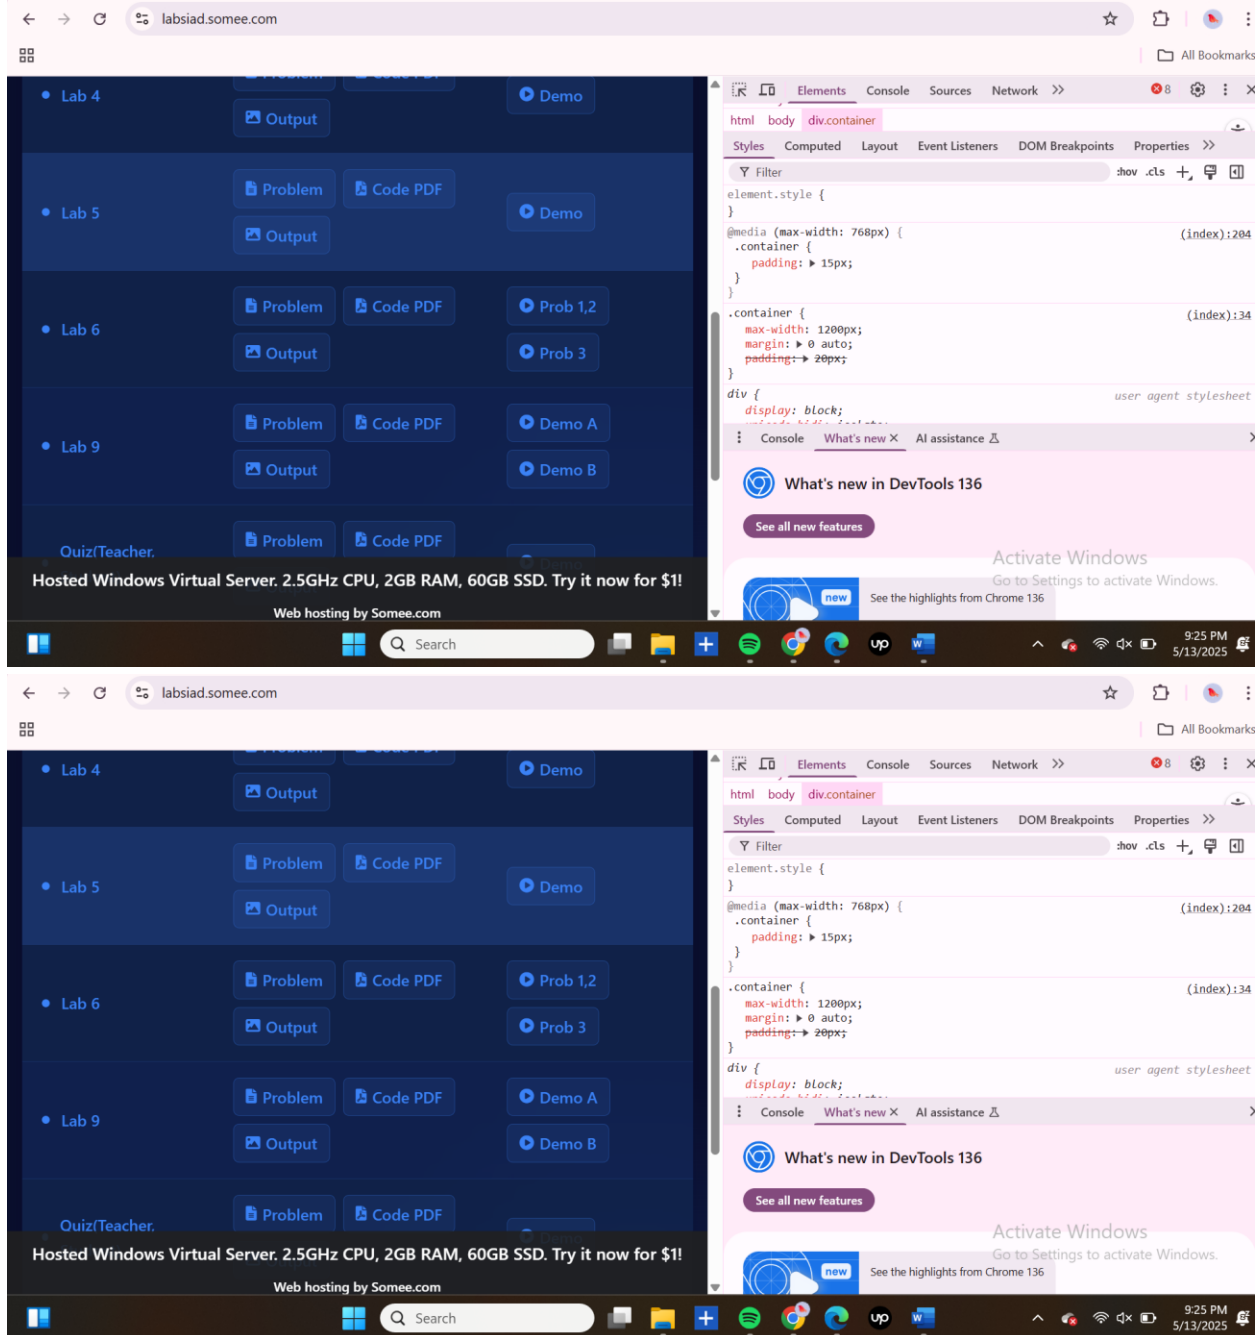 labsiad.somee.com
All Bookmarks
Lab 4
Output
Demo
Problem
Code PDF
Lab 5
Output
Demo
Problem
Code PDF
Prob 1,2
Lab 6
Output
Prob 3
Problem
Code PDF
Demo A
Lab 9
Output
Demo B
Problem
Code PDF
Quiz(Teacher,
Demo
Hosted Windows Virtual Server. 2.5GHz CPU, 2GB RAM, 60GB SSD. Try it now for $1!
Web hosting by Somee.com
Elements Console Sources Network 8
html body div.container
Styles Computed Layout Event Listeners DOM Breakpoints Properties
Filter :hov .cls
element.style {
}
@media (max-width: 768px) { (index):204
.container {
padding: 15px;
}
}
.container { (index):34
max-width: 1200px;
margin: 0 auto;
padding: 20px;
}
div { user agent stylesheet
display: block;
Console What's new AI assistance
What's new in DevTools 136
See all new features
new See the highlights from Chrome 136
Activate Windows
Go to Settings to activate Windows.
Search up W 9:25 PM
5/13/2025
labsiad.somee.com
All Bookmarks
Lab 4
Output
Demo
Problem
Code PDF
Lab 5
Output
Demo
Problem
Code PDF
Prob 1,2
Lab 6
Output
Prob 3
Problem
Code PDF
Demo A
Lab 9
Output
Demo B
Problem
Code PDF
Quiz(Teacher,
Demo
Hosted Windows Virtual Server. 2.5GHz CPU, 2GB RAM, 60GB SSD. Try it now for $1!
Web hosting by Somee.com
Elements Console Sources Network 8
html body div.container
Styles Computed Layout Event Listeners DOM Breakpoints Properties
Filter :hov .cls
element.style {
}
@media (max-width: 768px) { (index):204
.container {
padding: 15px;
}
}
.container { (index):34
max-width: 1200px;
margin: 0 auto;
padding: 20px;
}
div { user agent stylesheet
display: block;
Console What's new AI assistance
What's new in DevTools 136
See all new features
new See the highlights from Chrome 136
Activate Windows
Go to Settings to activate Windows.
Search up W 9:25 PM
5/13/2025